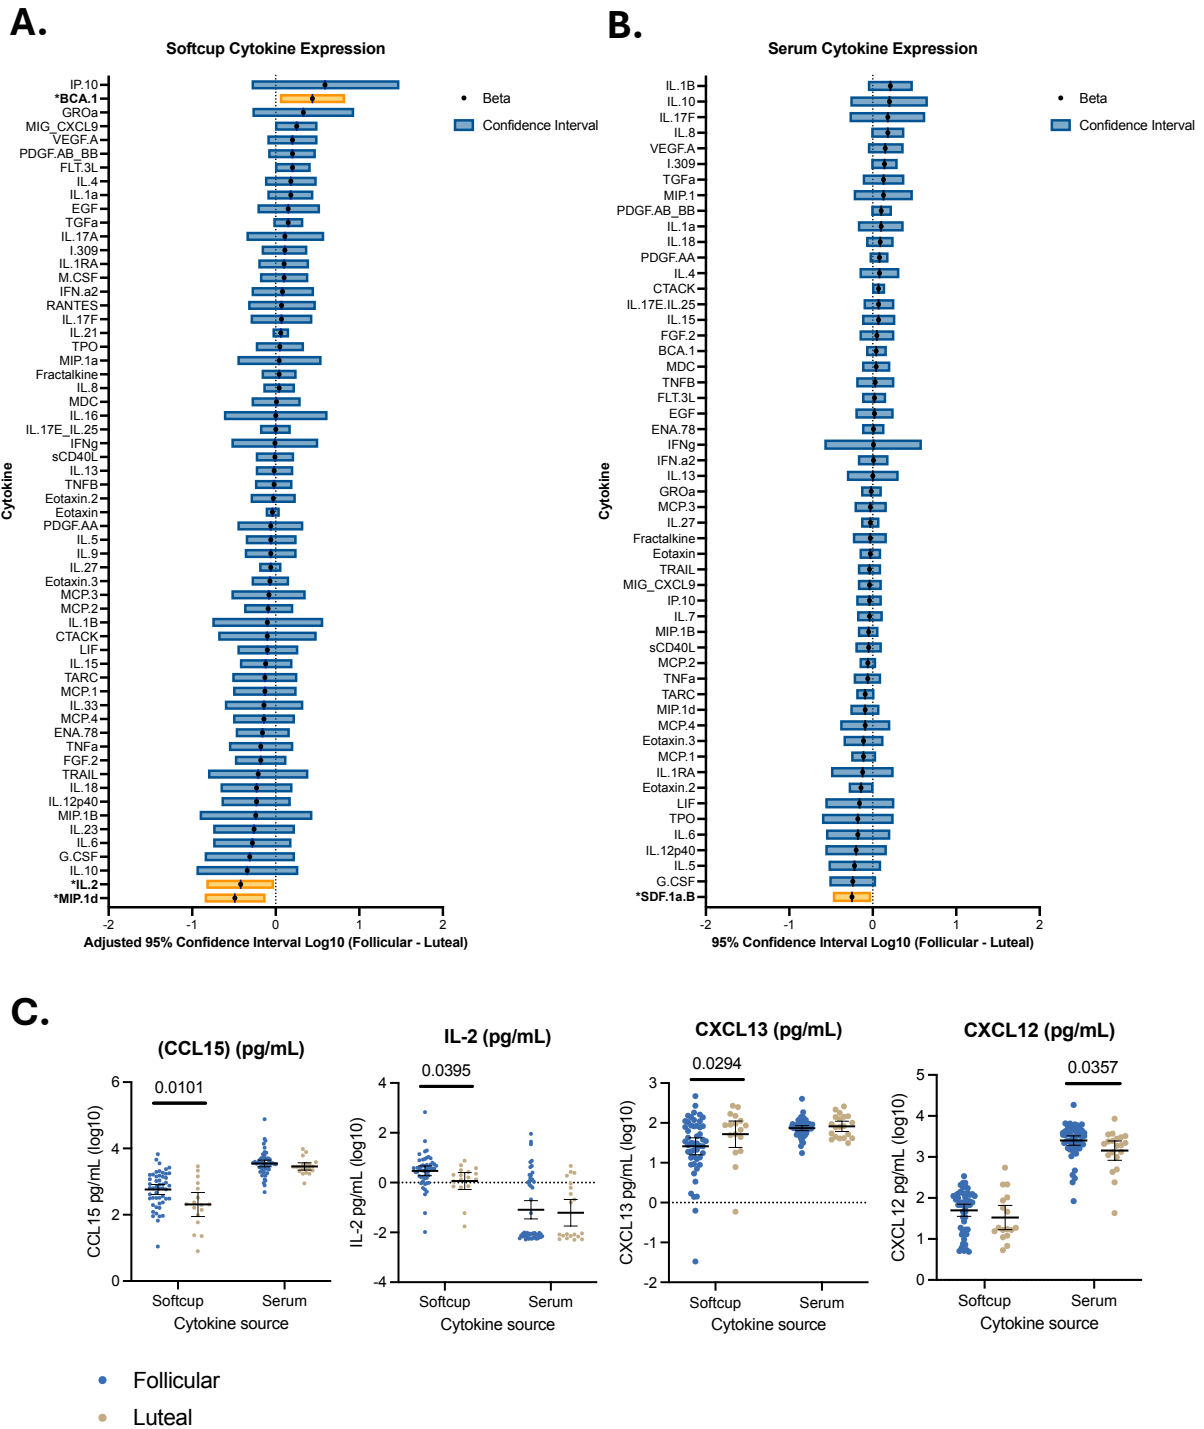 A.
Softcup Cytokine Expression
IP.10
*BCA.1
GROa
MIG_CXCL9
VEGF.A
PDGF.AB_BB
FLT.3L
IL.4
IL.1a
EGF
TGFa
IL.17A
I.309
IL.1RA
M.CSF
IFN.a2
RANTES
IL.17F
IL.21
TPO
MIP.1a
Fractalkine
IL.8
MDC
IL.16
IL.17E_IL.25
IFNg
sCD40L
IL.13
TNFB
Eotaxin.2
Eotaxin
PDGF.AA
IL.5
IL.9
IL.27
Eotaxin.3
MCP.3
MCP.2
IL.1B
CTACK
LIF
IL.15
TARC
MCP.1
IL.33
MCP.4
ENA.78
TNFa
FGF.2
TRAIL
IL.18
IL.12p40
MIP.1B
IL.23
IL.6
G.CSF
IL.10
*IL.2
*MIP.1d
Cytokine
-2 -1 0 1 2
Adjusted 95% Confidence Interval Log10 (Follicular - Luteal)
Beta
Confidence Interval
B.
Serum Cytokine Expression
IL.1B
IL.10
IL.17F
IL.8
VEGF.A
I.309
TGFa
MIP.1
PDGF.AB_BB
IL.1a
IL.18
PDGF.AA
IL.4
CTACK
IL.17E.IL.25
IL.15
FGF.2
BCA.1
MDC
TNFB
FLT.3L
EGF
ENA.78
IFNg
IFN.a2
IL.13
GROa
MCP.3
IL.27
Fractalkine
Eotaxin
TRAIL
MIG_CXCL9
IP.10
IL.7
MIP.1B
sCD40L
MCP.2
TNFa
TARC
MIP.1d
MCP.4
Eotaxin.3
MCP.1
IL.1RA
Eotaxin.2
LIF
TPO
IL.6
IL.12p40
IL.5
G.CSF
*SDF.1a.B
Cytokine
-2 -1 0 1 2
95% Confidence Interval Log10 (Follicular - Luteal)
Beta
Confidence Interval
C.
(CCL15) (pg/mL)
0.0101
CCL15 pg/mL (log10)
6
4
2
0
Softcup Serum
Cytokine source
IL-2 (pg/mL)
0.0395
IL-2 pg/mL (log10)
4
2
0
-2
-4
Softcup Serum
Cytokine source
CXCL13 (pg/mL)
0.0294
CXCL13 pg/mL (log10)
3
2
1
0
-1
-2
Softcup Serum
Cytokine source
CXCL12 (pg/mL)
0.0357
CXCL12 pg/mL (log10)
5
4
3
2
1
0
Softcup Serum
Cytokine source
Follicular
Luteal